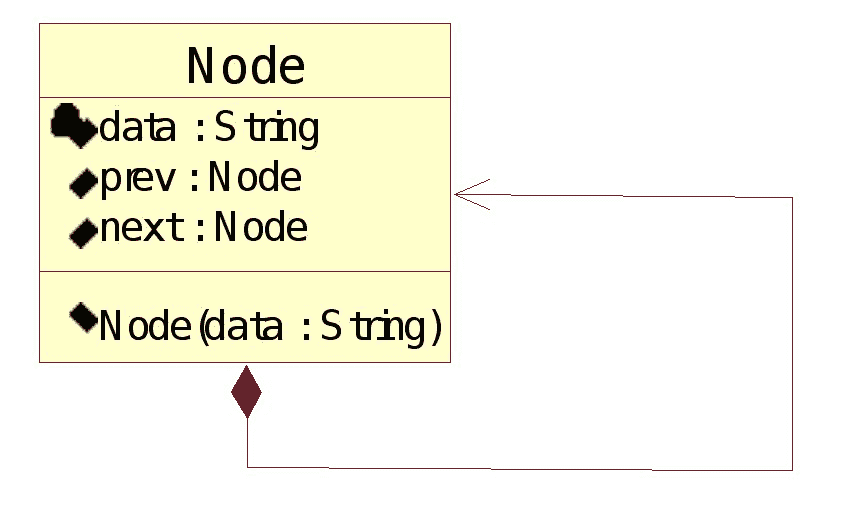 Node
data : String
prev : Node
next : Node
Node(data : String)